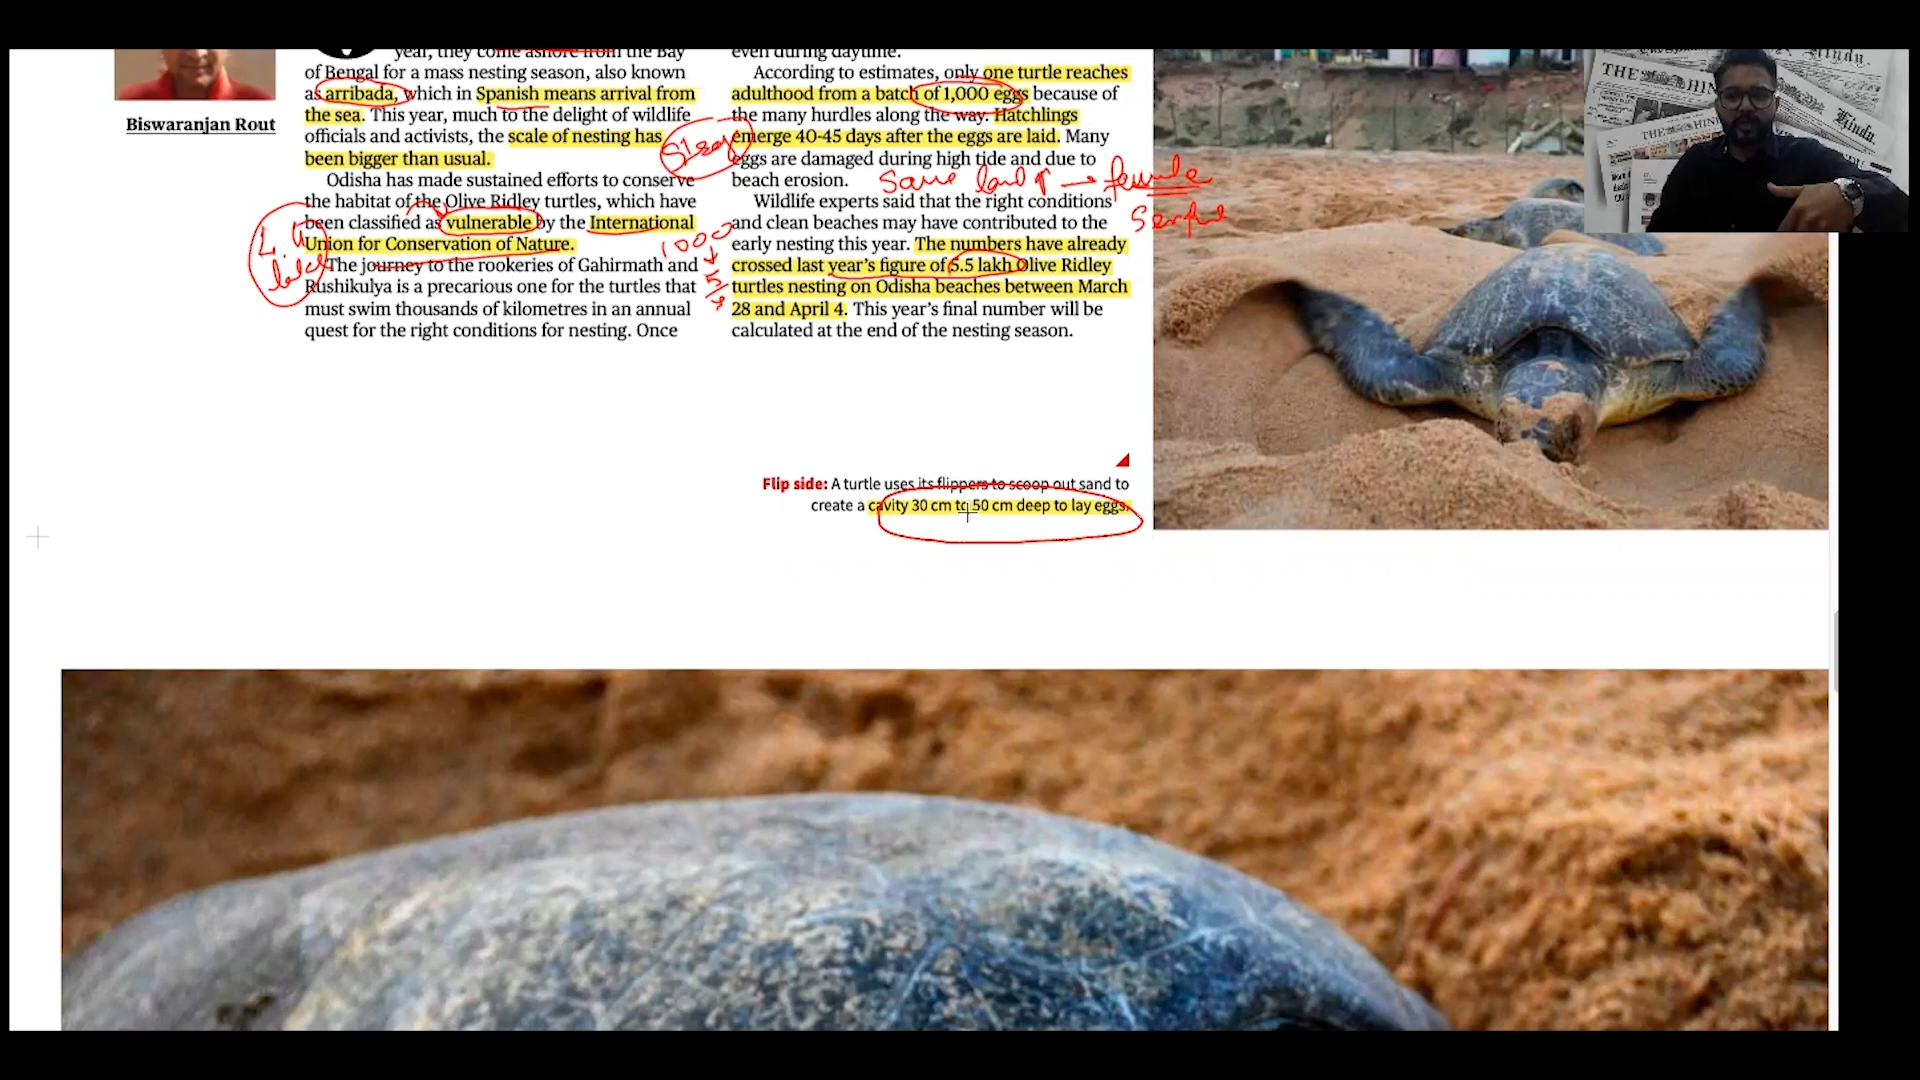 Biswaranjan Rout
year, they come ashore from the Bay
of Bengal for a mass nesting season, also known
as arribada, which in Spanish means arrival from
the sea. This year, much to the delight of wildlife
officials and activists, the scale of nesting has
been bigger than usual.
Odisha has made sustained efforts to conserve
the habitat of the Olive Ridley turtles, which have
been classified as vulnerable by the International
Union for Conservation of Nature.
The journey to the rookeries of Gahirmath and
Rushikulya is a precarious one for the turtles that
must swim thousands of kilometres in an annual
quest for the right conditions for nesting. Once
even during daytime.
According to estimates, only one turtle reaches
adulthood from a batch of 1,000 eggs because of
the many hurdles along the way. Hatchlings
emerge 40-45 days after the eggs are laid. Many
eggs are damaged during high tide and due to
beach erosion.
Wildlife experts said that the right conditions
and clean beaches may have contributed to the
early nesting this year. The numbers have already
crossed last year’s figure of 5.5 lakh Olive Ridley
turtles nesting on Odisha beaches between March
28 and April 4. This year’s final number will be
calculated at the end of the nesting season.
1000
female
Flip side: A turtle uses its flippers to scoop out sand to
create a cavity 30 cm to 50 cm deep to lay eggs.
Hindu.
THE HIN
THE HIN
Hindu.